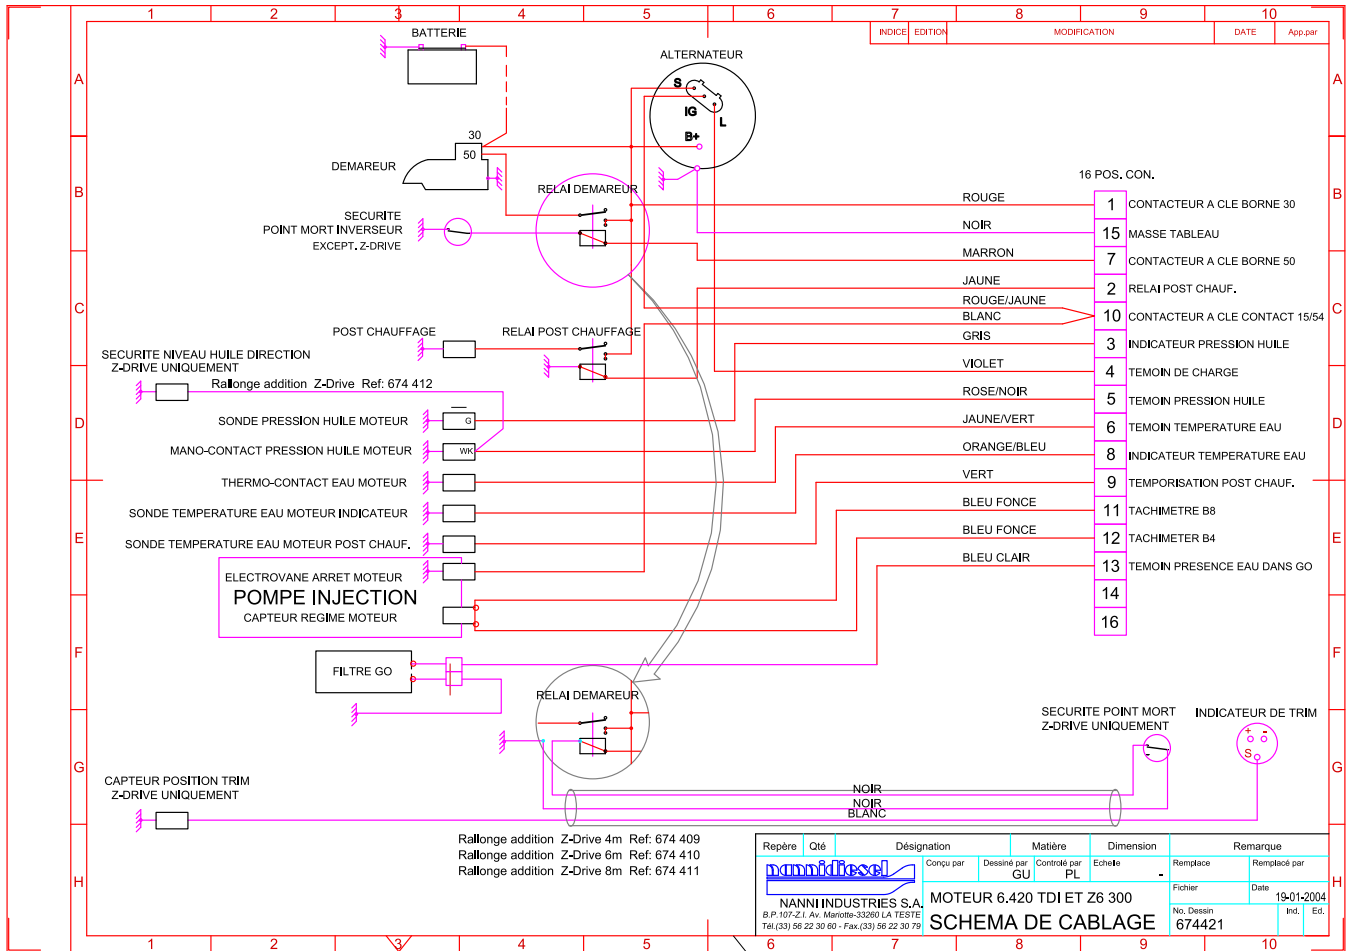 1 2 3 4 5 6 7 8 9 10
INDICE EDITION MODIFICATION DATE App.par
BATTERIE
ALTERNATEUR
A A
S
IG
L
B+
30
50
DEMAREUR
16 POS. CON.
RELAI DEMAREUR
B B
ROUGE 1 CONTACTEUR A CLE BORNE 30
SECURITE
POINT MORT INVERSEUR
EXCEPT. Z-DRIVE
NOIR 15 MASSE TABLEAU
MARRON 7 CONTACTEUR A CLE BORNE 50
JAUNE 2 RELAI POST CHAUF.
ROUGE/JAUNE
C C
BLANC 10 CONTACTEUR A CLE CONTACT 15/54
POST CHAUFFAGE RELAI POST CHAUFFAGE
GRIS 3 INDICATEUR PRESSION HUILE
SECURITE NIVEAU HUILE DIRECTION
Z-DRIVE UNIQUEMENT
VIOLET 4 TEMOIN DE CHARGE
Rallonge addition Z-Drive Ref: 674 412
ROSE/NOIR 5 TEMOIN PRESSION HUILE
D D
SONDE PRESSION HUILE MOTEUR G
JAUNE/VERT 6 TEMOIN TEMPERATURE EAU
MANO-CONTACT PRESSION HUILE MOTEUR WK
ORANGE/BLEU 8 INDICATEUR TEMPERATURE EAU
THERMO-CONTACT EAU MOTEUR
VERT 9 TEMPORISATION POST CHAUF.
SONDE TEMPERATURE EAU MOTEUR INDICATEUR
BLEU FONCE 11 TACHIMETRE B8
E E
SONDE TEMPERATURE EAU MOTEUR POST CHAUF.
BLEU FONCE 12 TACHIMETER B4
BLEU CLAIR 13 TEMOIN PRESENCE EAU DANS GO
ELECTROVANE ARRET MOTEUR
POMPE INJECTION
CAPTEUR REGIME MOTEUR
14
16
F F
FILTRE GO
RELAI DEMAREUR
SECURITE POINT MORT
Z-DRIVE UNIQUEMENT
INDICATEUR DE TRIM
+ -
S
G G
CAPTEUR POSITION TRIM
Z-DRIVE UNIQUEMENT
NOIR
NOIR
BLANC
Rallonge addition Z-Drive 4m Ref: 674 409
Rallonge addition Z-Drive 6m Ref: 674 410
Rallonge addition Z-Drive 8m Ref: 674 411
H H
Repère Qté Désignation Matière Dimension Remarque
nannidiesel
Conçu par Dessiné par Controlé par Echelle Remplace Remplacé par
GU PL -
Fichier Date
19-01-2004
NANNI INDUSTRIES S.A.
B.P.107-Z.I. Av. Mariotte-33260 LA TESTE
Tél.(33) 56 22 30 60 - Fax.(33) 56 22 30 79
MOTEUR 6.420 TDI ET Z6 300
SCHEMA DE CABLAGE
No. Dessin Ind. Ed.
674421
1 2 3 4 5 6 7 8 9 10